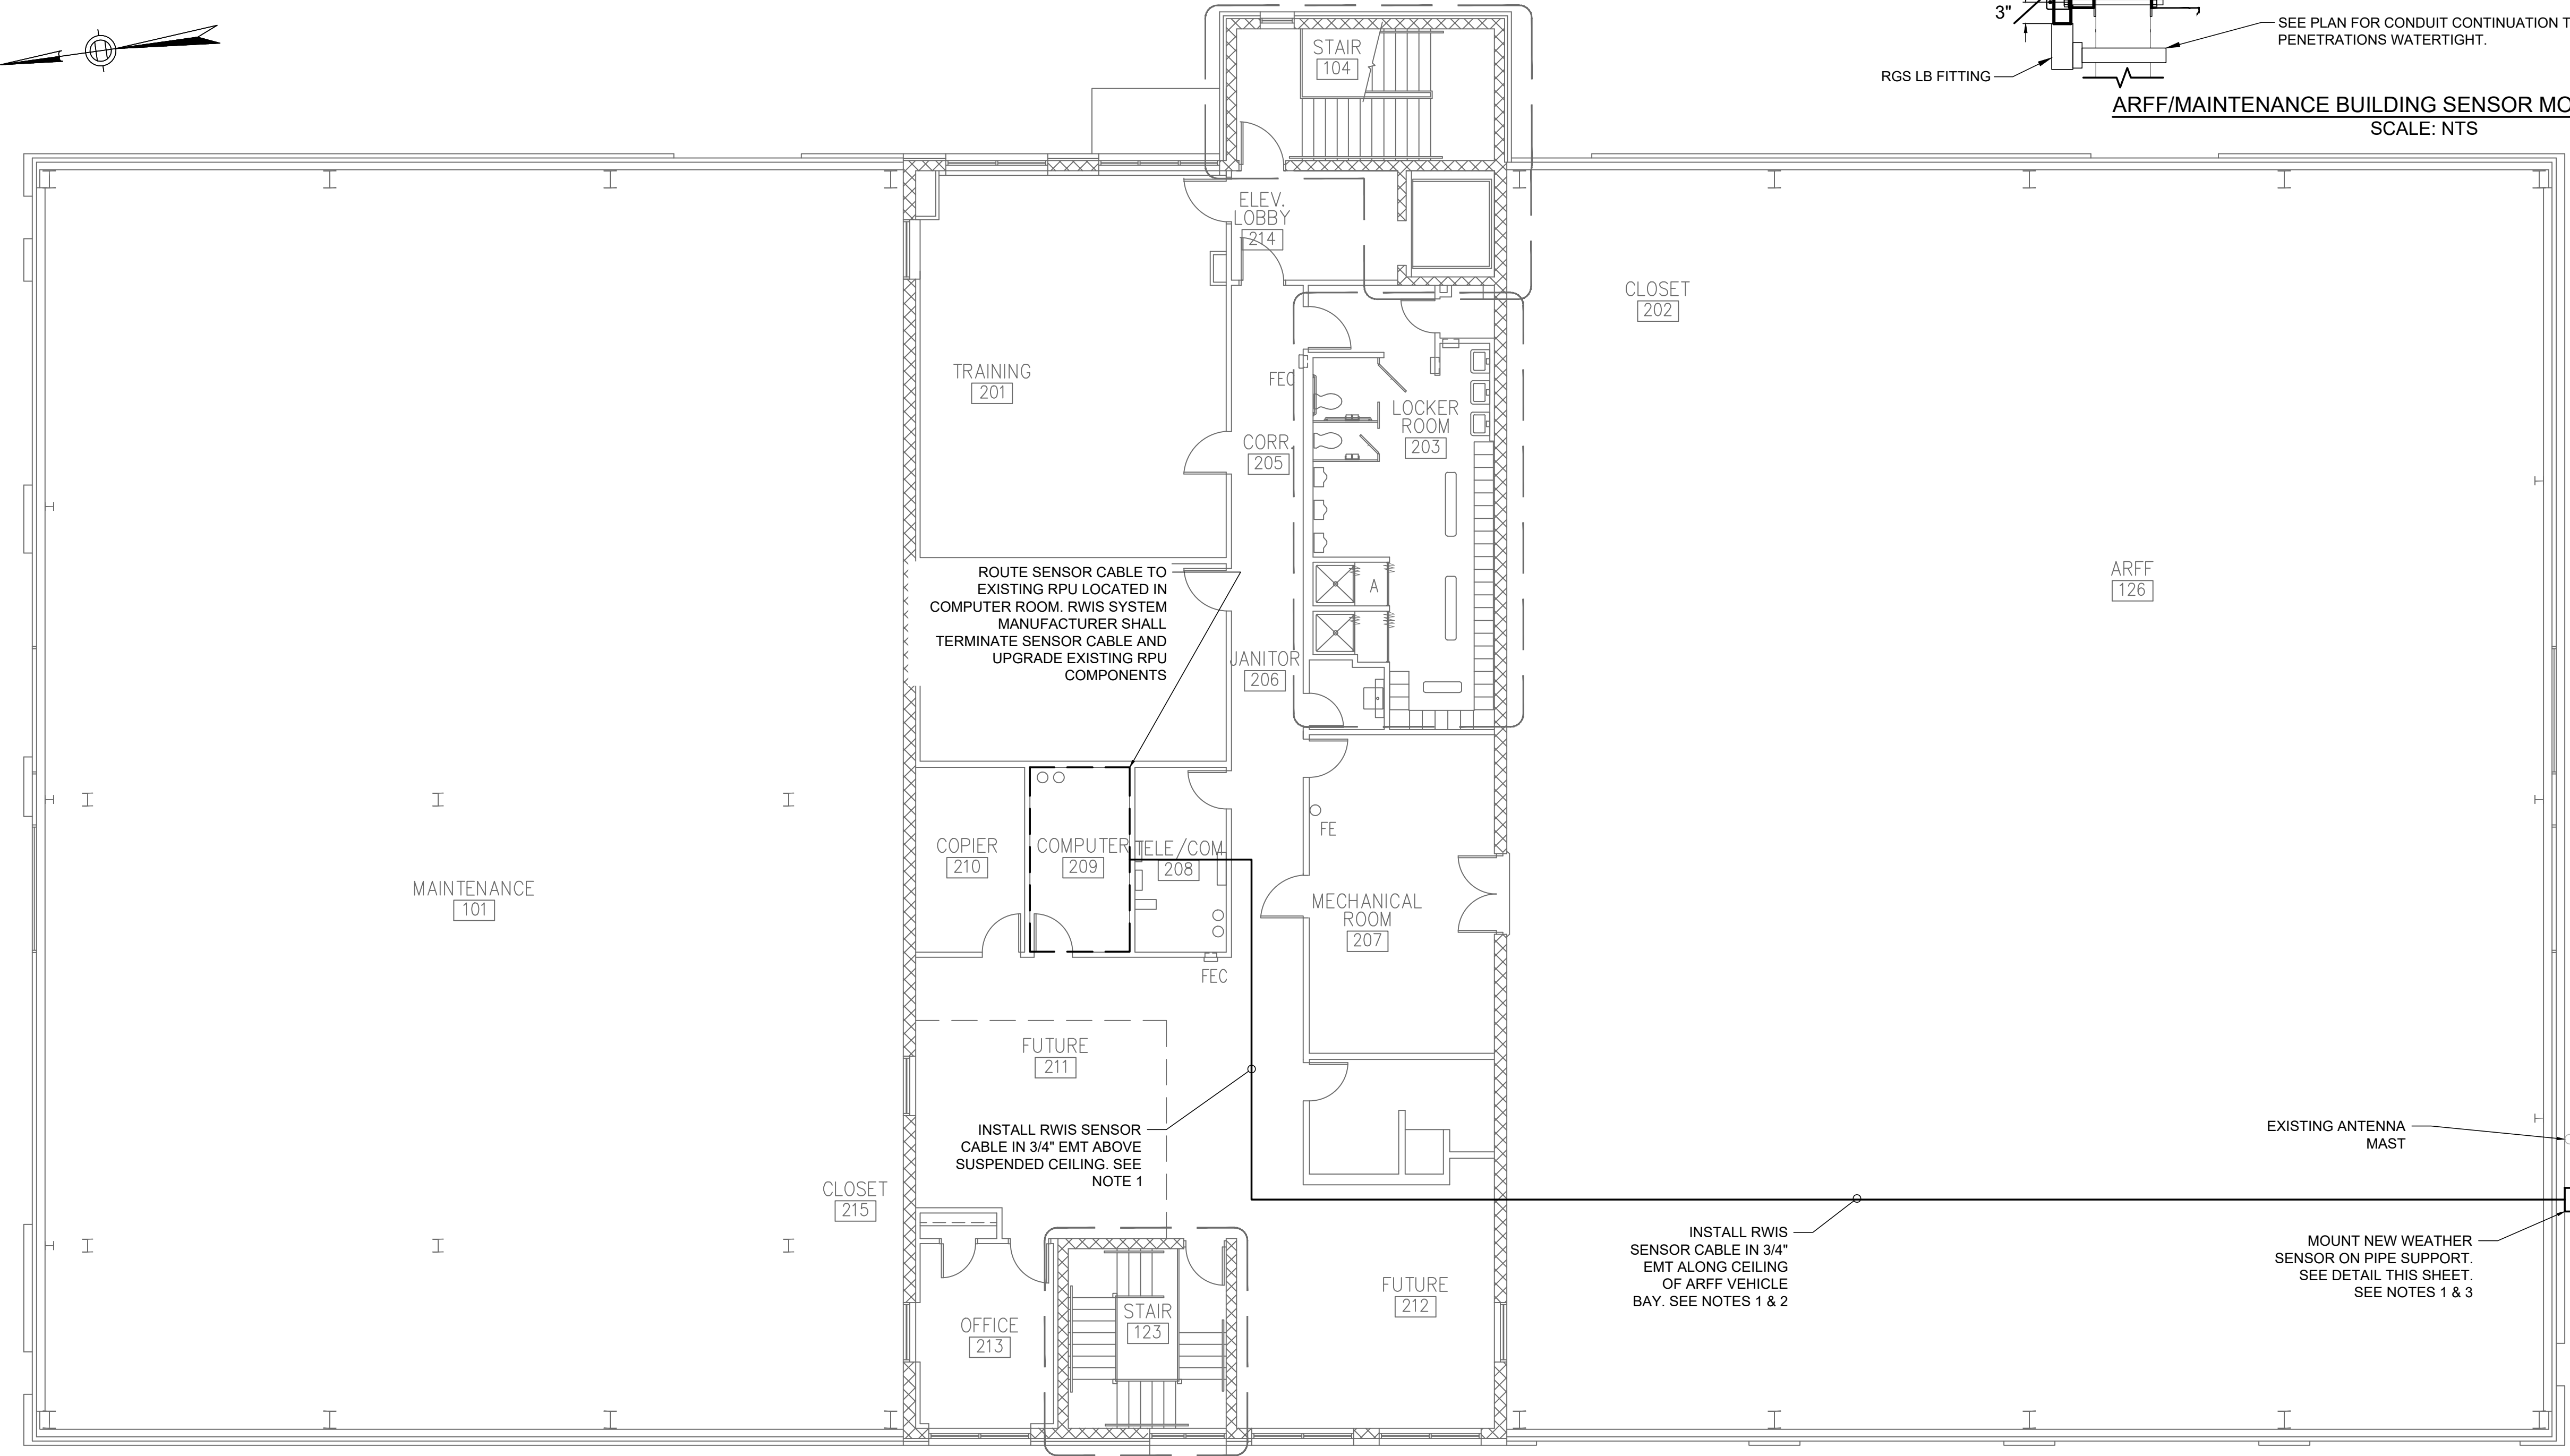 3"
SEE PLAN FOR CONDUIT CONTINUATION
PENETRATIONS WATERTIGHT.
RGS LB FITTING
ARFF/MAINTENANCE BUILDING SENSOR
SCALE: NTS
STAIR
104
ELEV.
LOBBY
214
CLOSET
202
TRAINING
201
FEC
LOCKER
ROOM
203
CORR.
205
ROUTE SENSOR CABLE TO
EXISTING RPU LOCATED IN
COMPUTER ROOM. RWIS SYSTEM
MANUFACTURER SHALL
TERMINATE SENSOR CABLE AND
UPGRADE EXISTING RPU
COMPONENTS
A
ARFF
126
JANITOR
206
FE
COPIER
210
COMPUTER
209
TELE/COM
208
MAINTENANCE
101
MECHANICAL
ROOM
207
FEC
FUTURE
211
INSTALL RWIS SENSOR
CABLE IN 3/4" EMT ABOVE
SUSPENDED CEILING. SEE
NOTE 1
EXISTING ANTENNA
MAST
CLOSET
215
INSTALL RWIS
SENSOR CABLE IN 3/4"
EMT ALONG CEILING
OF ARFF VEHICLE
BAY. SEE NOTES 1 & 2
MOUNT NEW WEATHER
SENSOR ON PIPE SUPPORT.
SEE DETAIL THIS SHEET.
SEE NOTES 1 & 3
FUTURE
212
STAIR
123
OFFICE
213